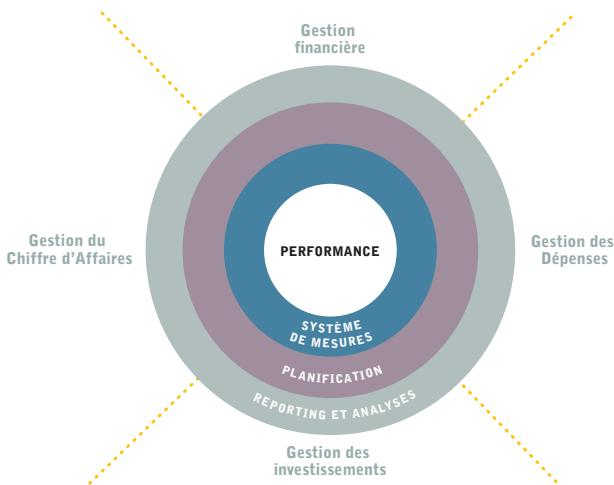 Gestion
financière
Gestion du
Chiffre d'Affaires
PERFORMANCE
Gestion des
Dépenses
SYSTÈME
DE MESURES
PLANIFICATION
REPORTING ET ANALYSES
Gestion des
investissements